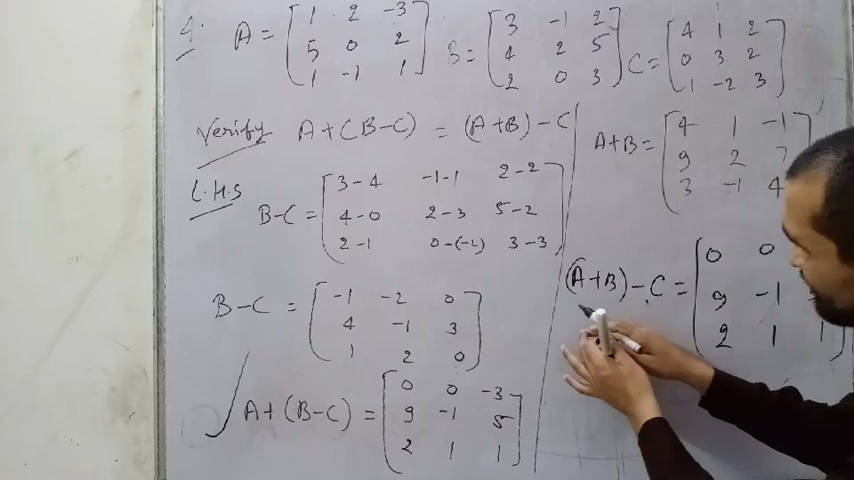 4. A = [ 1 2 -3 B = [ 3 -1 2 C = [ 4 1 2
5 0 2 4 2 5 0 3 2
1 -1 1 ] 2 0 3 ] 1 -2 3 ]
Verify A+(B-C) = (A+B)-C
L.H.S
B-C = [ 3-4 -1-1 2-2
4-0 2-3 5-2
2-1 0-(-2) 3-3 ]
B-C = [ -1 -2 0
4 -1 3
1 2 0 ]
A+(B-C) = [ 0 0 -3
9 -1 5
2 1 1 ]
A+B = [ 4 1 -1
9 2 7
3 -1 4
(A+B)-C = [ 0 0
9 -1
2 1 1 ]